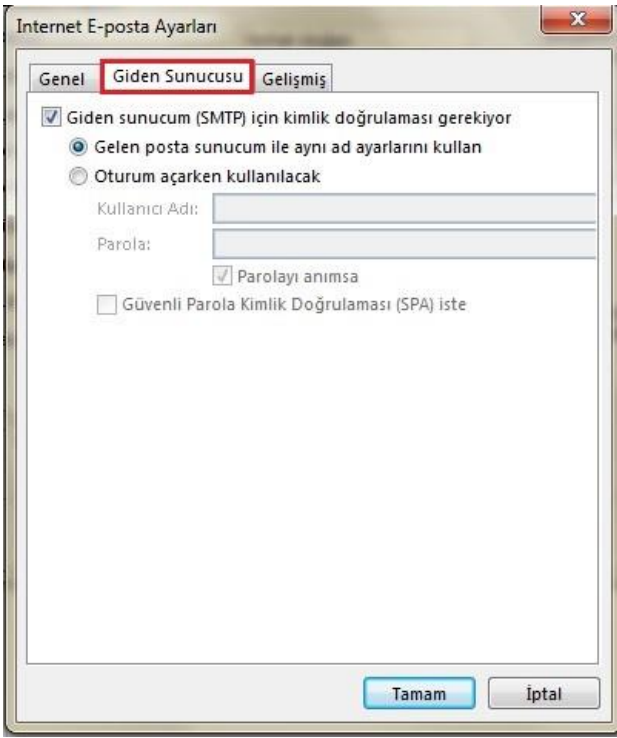 Internet E-posta Ayarları
Genel Giden Sunucusu Gelişmiş
Giden sunucum (SMTP) için kimlik doğrulaması gerekiyor
Gelen posta sunucum ile aynı ad ayarlarını kullan
Oturum açarken kullanılacak
Kullanıcı Adı:
Parola:
Parolayı anımsa
Güvenli Parola Kimlik Doğrulaması (SPA) iste
Tamam İptal